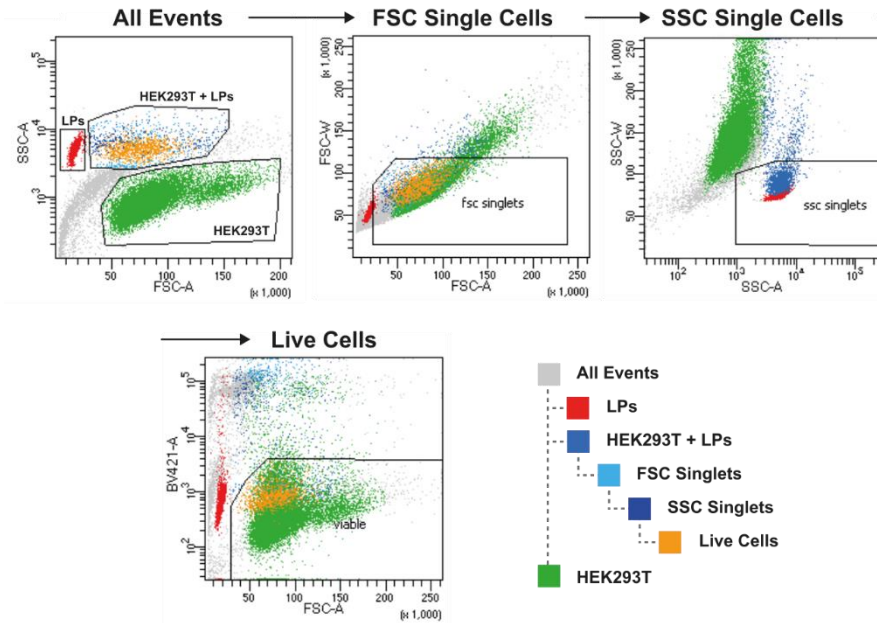 All Events
FSC Single Cells
SSC Single Cells
SSC-A
10^5
10^4
10^3
LPs
HEK293T + LPs
HEK293T
50 100 150 200
FSC-A
(x 1,000)
(x 1,000)
FSC-W
250
200
150
100
50
fsc singlets
50 100 150 200 250
FSC-A
(x 1,000)
(x 1,000)
SSC-W
250
200
150
100
50
ssc singlets
10^2 10^3 10^4 10^5
SSC-A
Live Cells
BV421-A
10^5
10^4
10^3
10^2
viable
50 100 150 200 250
FSC-A
(x 1,000)
All Events
LPs
HEK293T + LPs
FSC Singlets
SSC Singlets
Live Cells
HEK293T